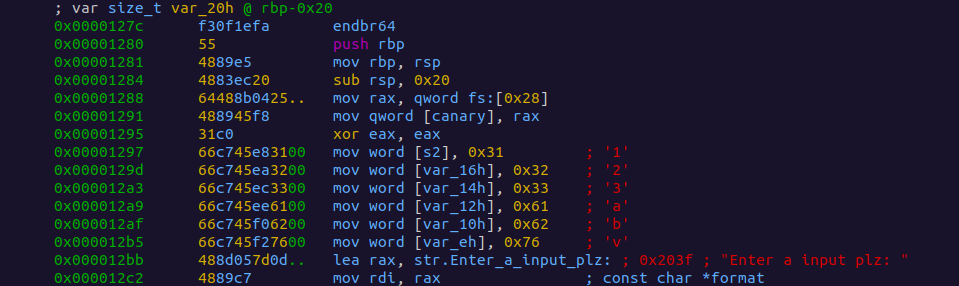 ; var size_t var_20h @ rbp-0x20
0x0000127c f30f1efa endbr64
0x00001280 55 push rbp
0x00001281 4889e5 mov rbp, rsp
0x00001284 4883ec20 sub rsp, 0x20
0x00001288 64488b0425.. mov rax, qword fs:[0x28]
0x00001291 488945f8 mov qword [canary], rax
0x00001295 31c0 xor eax, eax
0x00001297 66c745e83100 mov word [s2], 0x31 ; '1'
0x0000129d 66c745ea3200 mov word [var_16h], 0x32 ; '2'
0x000012a3 66c745ec3300 mov word [var_14h], 0x33 ; '3'
0x000012a9 66c745ee6100 mov word [var_12h], 0x61 ; 'a'
0x000012af 66c745f06200 mov word [var_10h], 0x62 ; 'b'
0x000012b5 66c745f27600 mov word [var_eh], 0x76 ; 'v'
0x000012bb 488d057d0d.. lea rax, str.Enter_a_input_plz: ; 0x203f ; "Enter a input plz: "
0x000012c2 4889c7 mov rdi, rax ; const char *format